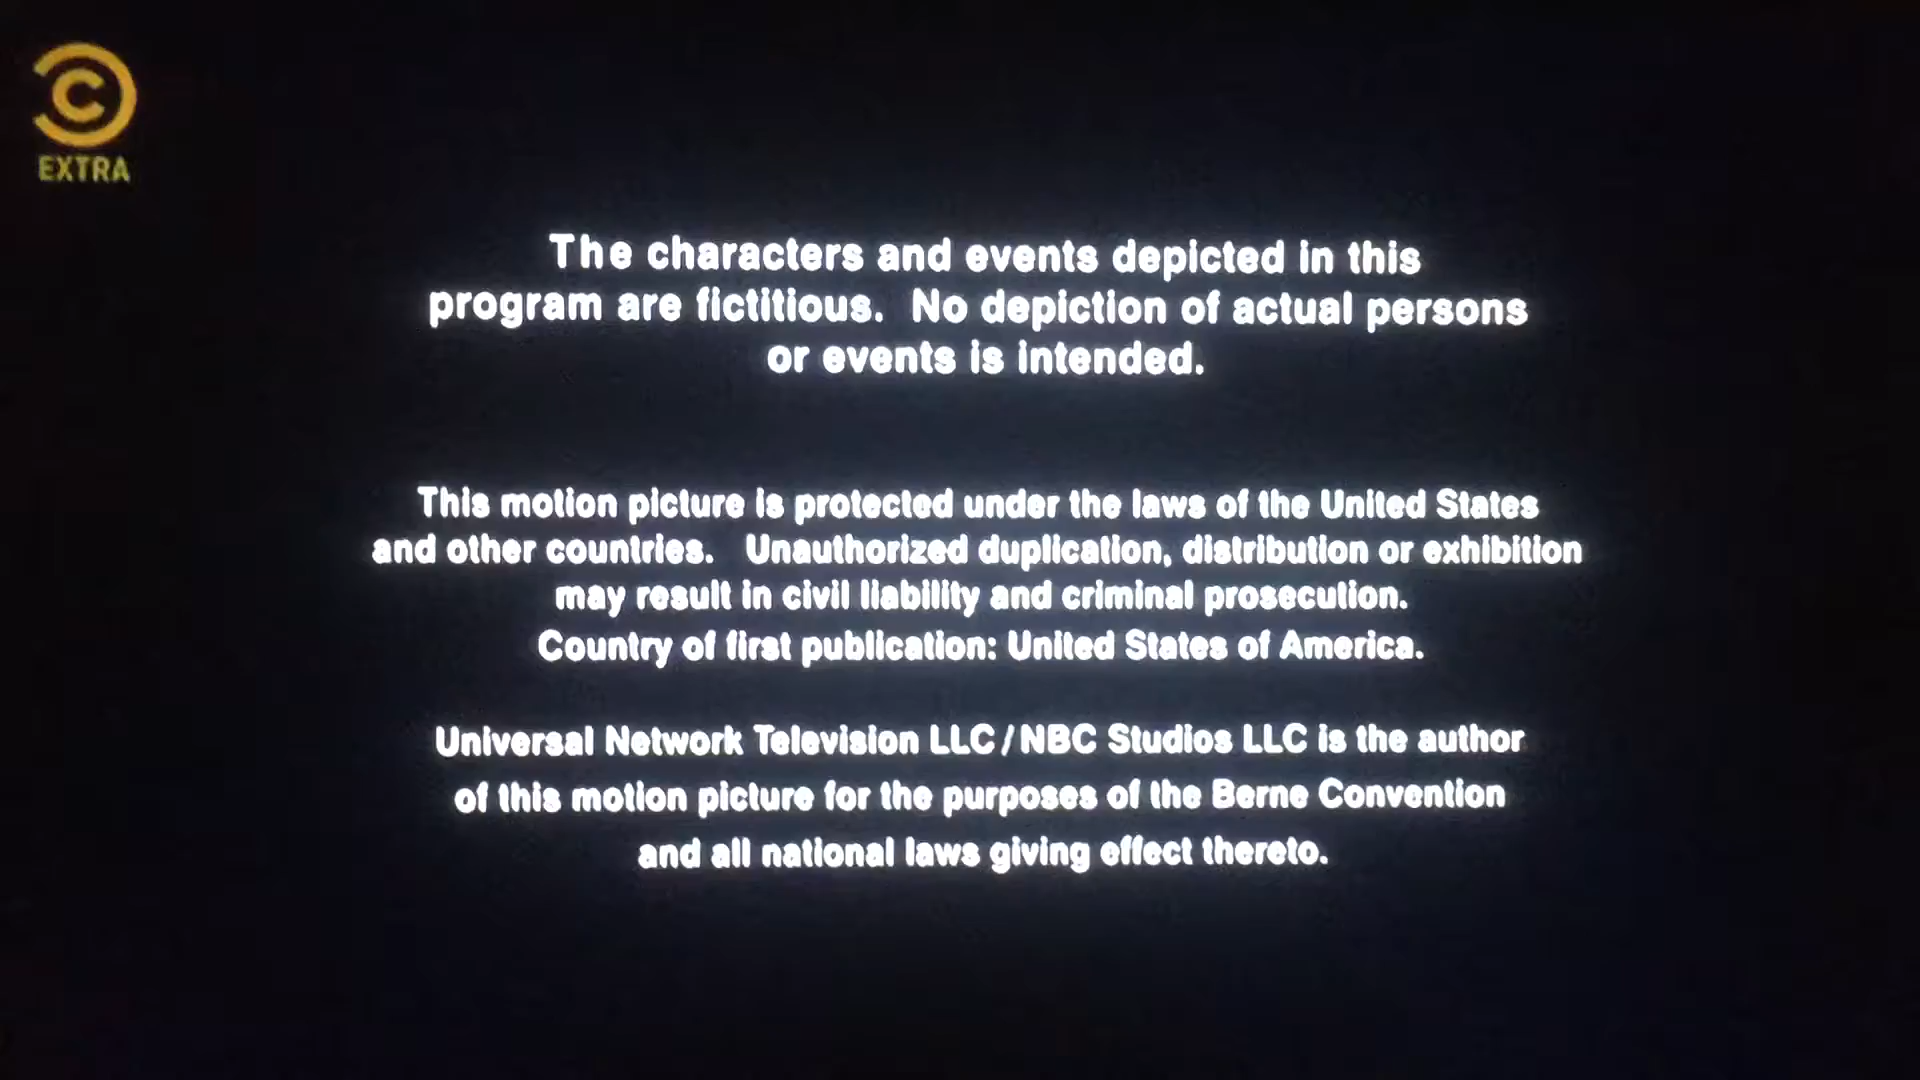 C
EXTRA
The characters and events depicted in this
program are fictitious. No depiction of actual persons
or events is intended.
This motion picture is protected under the laws of the United States
and other countries. Unauthorized duplication, distribution or exhibition
may result in civil liability and criminal prosecution.
Country of first publication: United States of America.
Universal Network Television LLC/NBC Studios LLC is the author
of this motion picture for the purposes of the Berne Convention
and all national laws giving effect thereto.